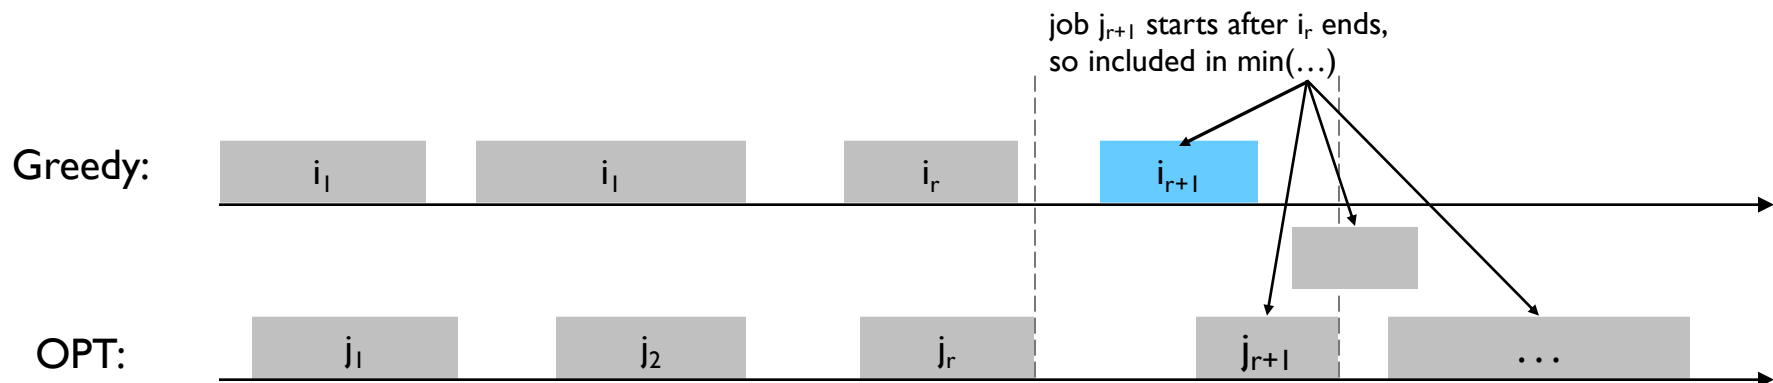 job jᵣ₊₁ starts after iᵣ ends,
so included in min(…)
Greedy: i₁ i₁ iᵣ iᵣ₊₁
OPT: j₁ j₂ jᵣ jᵣ₊₁ …